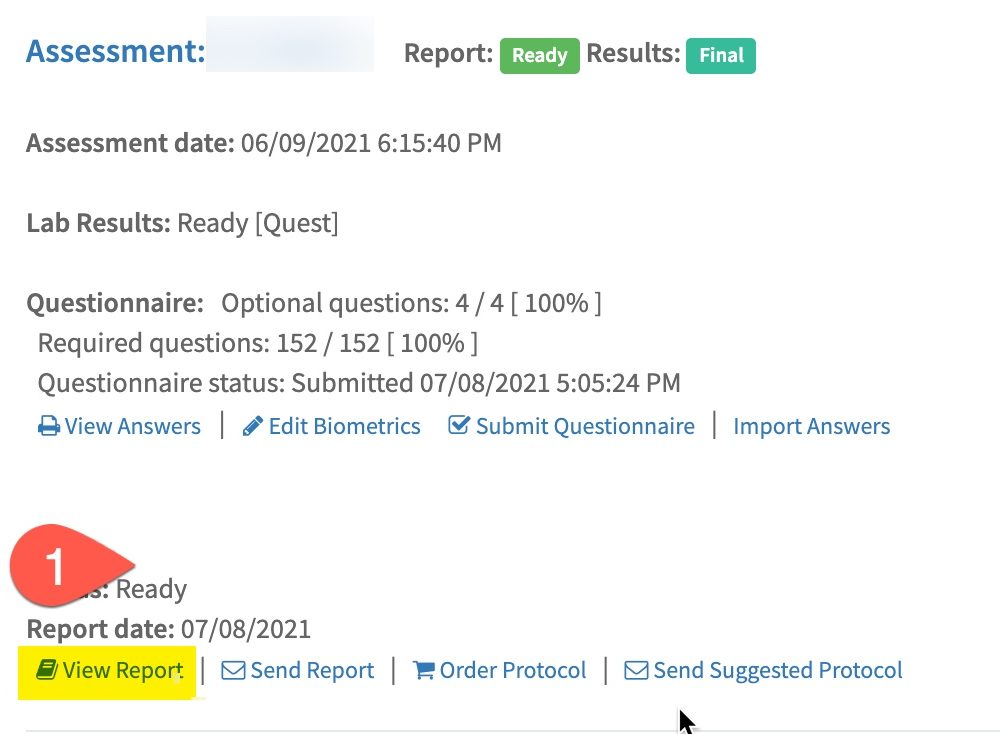 Assessment: Report: Ready Results: Final
Assessment date: 06/09/2021 6:15:40 PM
Lab Results: Ready [Quest]
Questionnaire: Optional questions: 4 / 4 [ 100% ]
Required questions: 152 / 152 [ 100% ]
Questionnaire status: Submitted 07/08/2021 5:05:24 PM
View Answers | Edit Biometrics Submit Questionnaire | Import Answers
1
Ready
Report date: 07/08/2021
View Report | Send Report | Order Protocol | Send Suggested Protocol